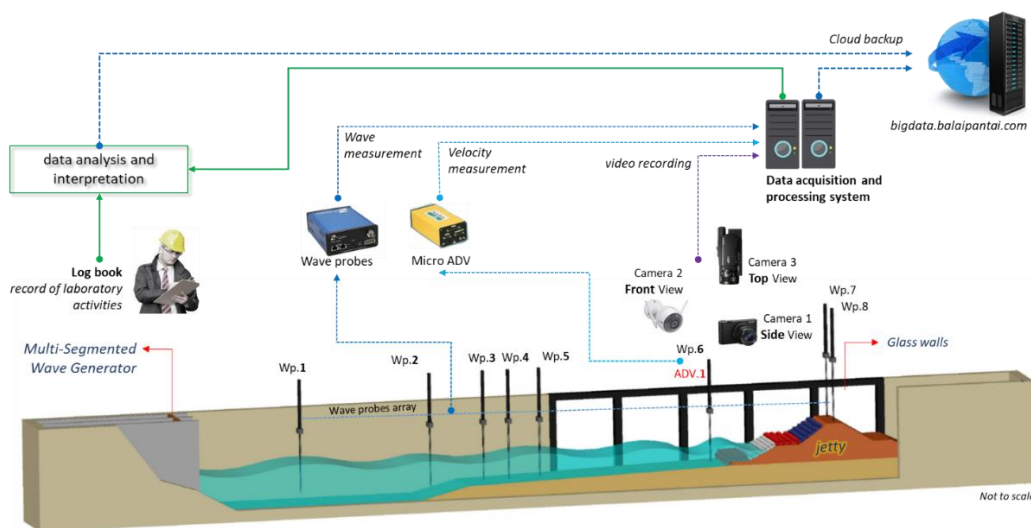 Cloud backup
bigdata.balaipantai.com
data analysis and
interpretation
Wave
measurement
Velocity
measurement
video recording
Data acquisition and
processing system
Wave probes
Micro ADV
Log book
record of laboratory
activities
Camera 2
Front View
Camera 3
Top View
Camera 1
Side View
Wp.7
Wp.8
Multi-Segmented
Wave Generator
Glass walls
Wp.1
Wp.2
Wp.3
Wp.4
Wp.5
Wp.6
ADV.1
Wave probes array
jetty
Not to scale